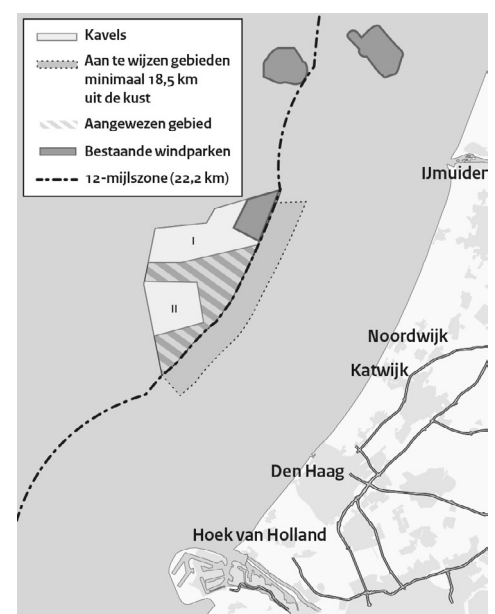 Kavels
Aan te wijzen gebieden
minimaal 18,5 km
uit de kust
Aangewezen gebied
Bestaande windparken
12-mijlszone (22,2 km)
IJmuiden
I
II
Noordwijk
Katwijk
Den Haag
Hoek van Holland